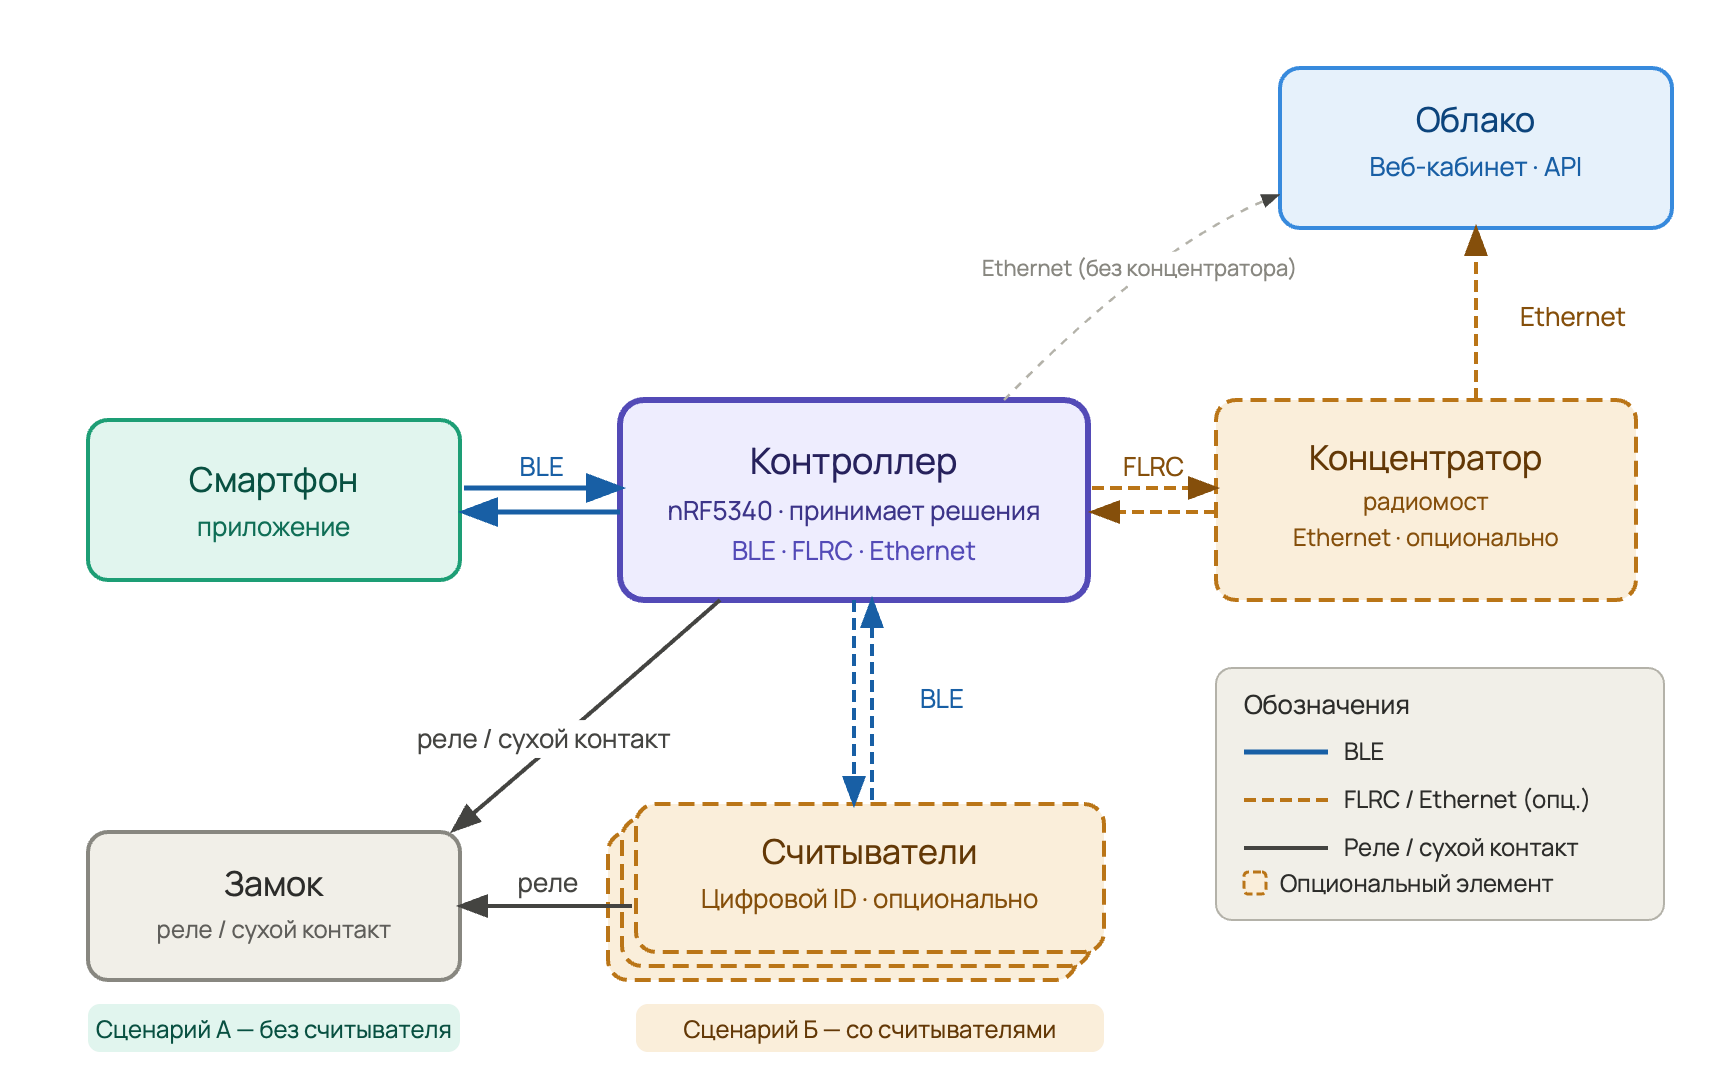 Облако
Веб-кабинет · API
Ethernet (без концентратора)
Ethernet
Смартфон
приложение
BLE
Контроллер
nRF5340 · принимает решения
BLE · FLRC · Ethernet
FLRC
Концентратор
радиомост
Ethernet · опционально
реле / сухой контакт
BLE
Обозначения
BLE
FLRC / Ethernet (опц.)
Реле / сухой контакт
Опциональный элемент
Замок
реле / сухой контакт
реле
Считыватели
Цифровой ID · опционально
Сценарий А — без считывателя
Сценарий Б — со считывателями